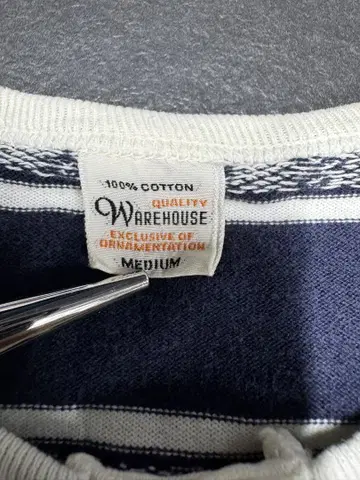 100% COTTON
QUALITY
WAREHOUSE
EXCLUSIVE OF
ORNAMENTATION
MEDIUM